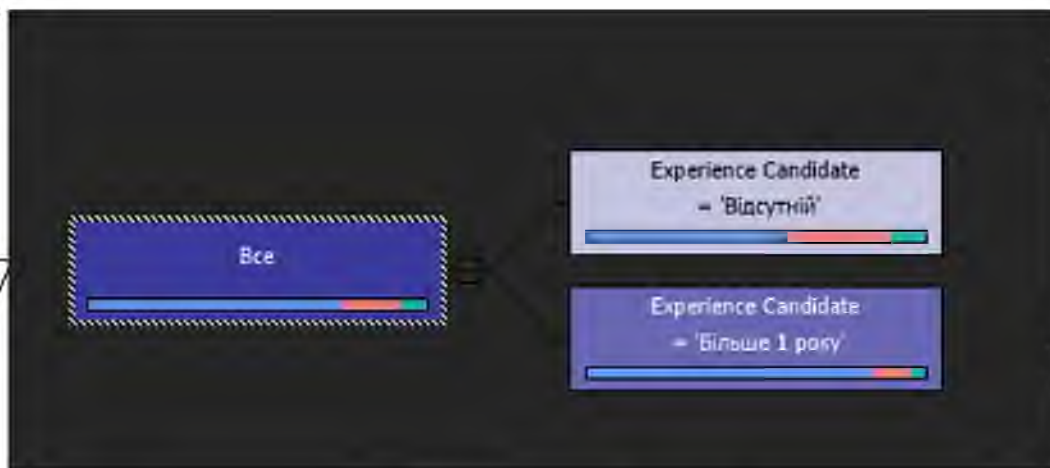 Все
Experience Candidate
= 'Відсутній'
Experience Candidate
= 'Більше 1 року'